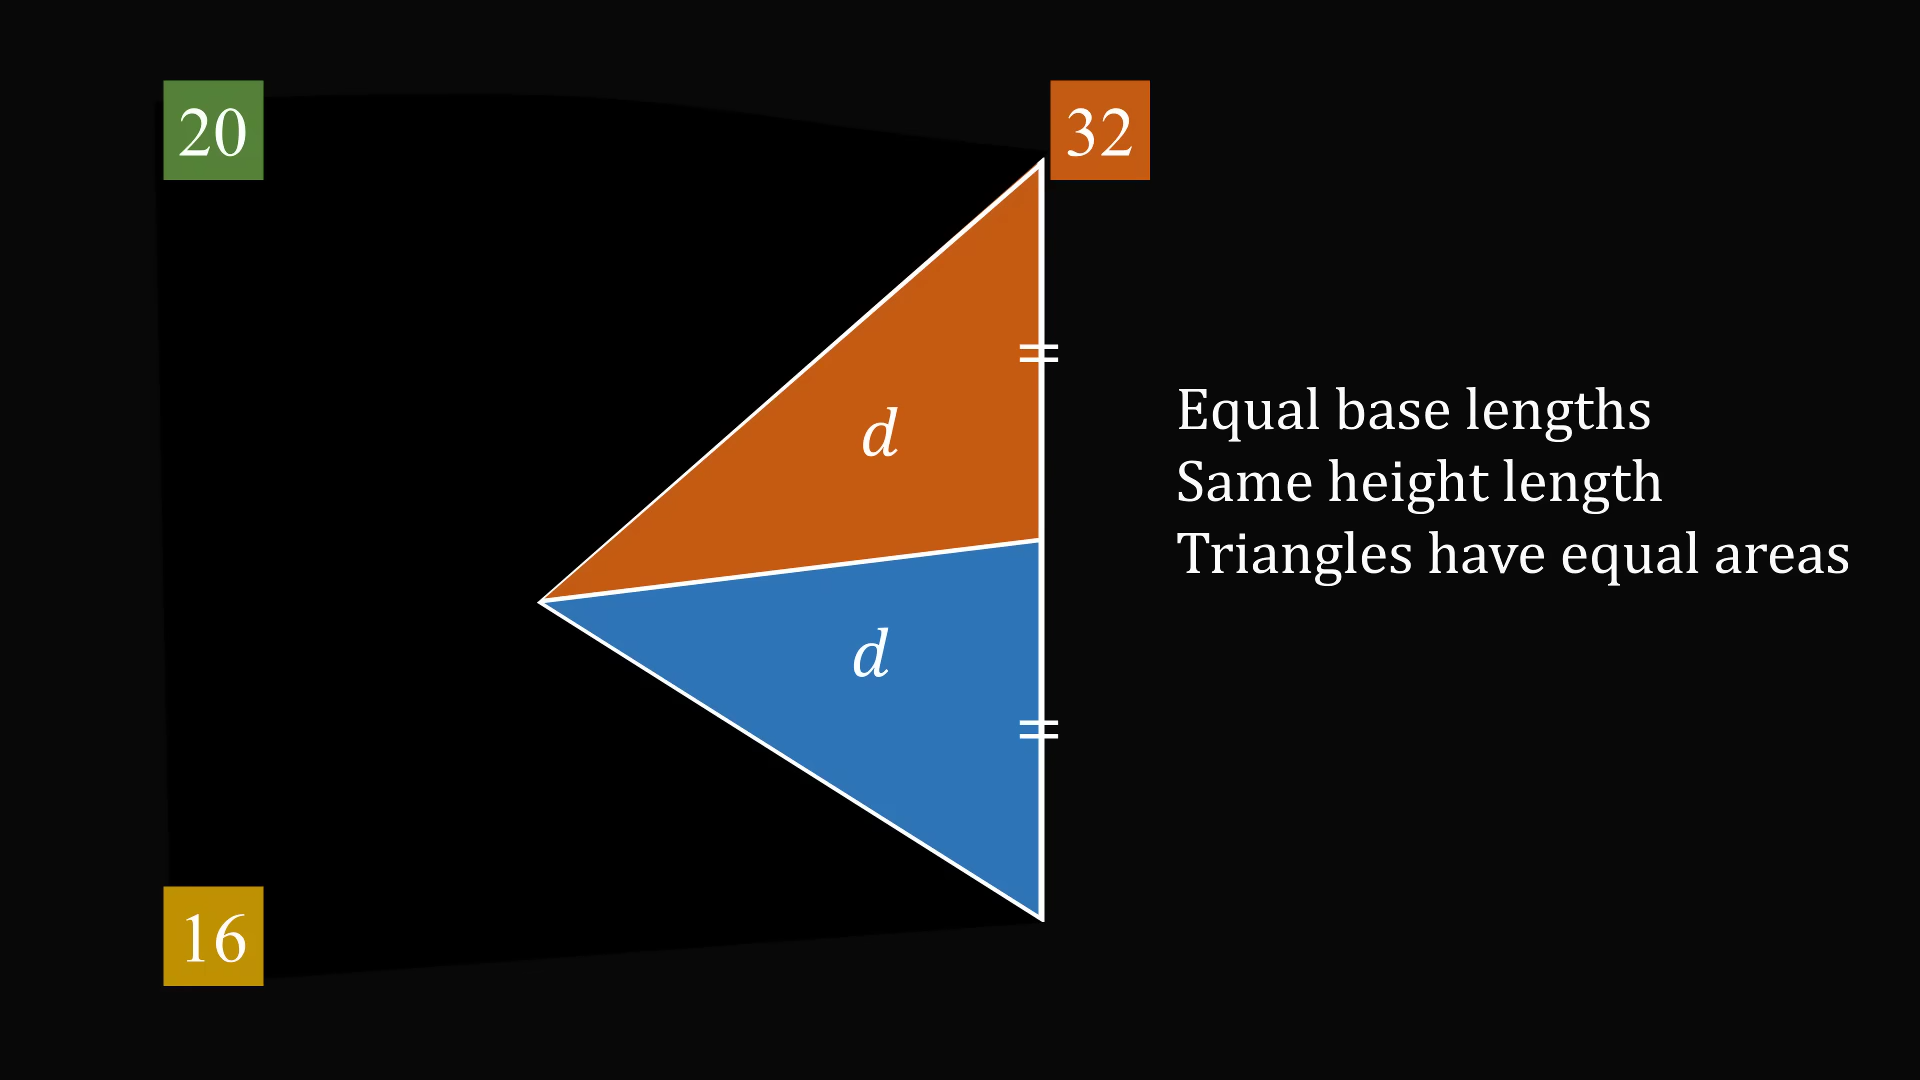 20
32
d
d
Equal base lengths
Same height length
Triangles have equal areas
16